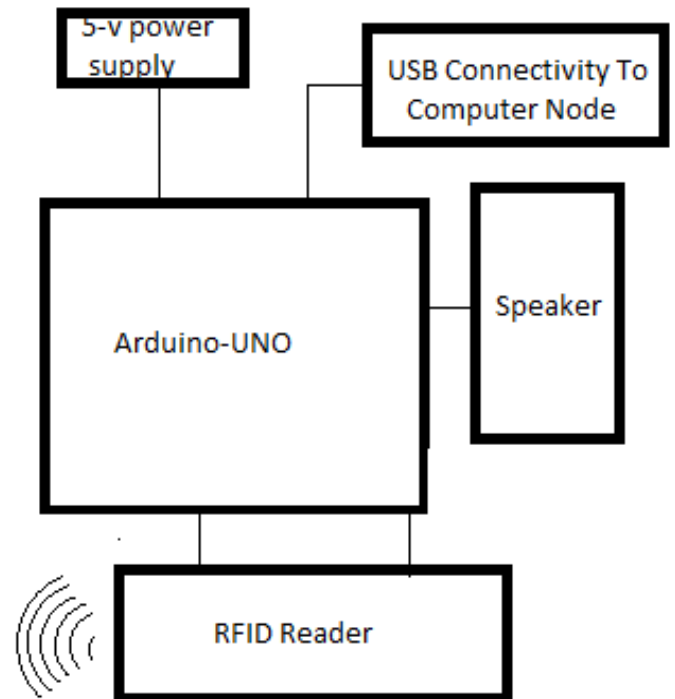 5-v power
supply
USB Connectivity To
Computer Node
Speaker
Arduino-UNO
RFID Reader